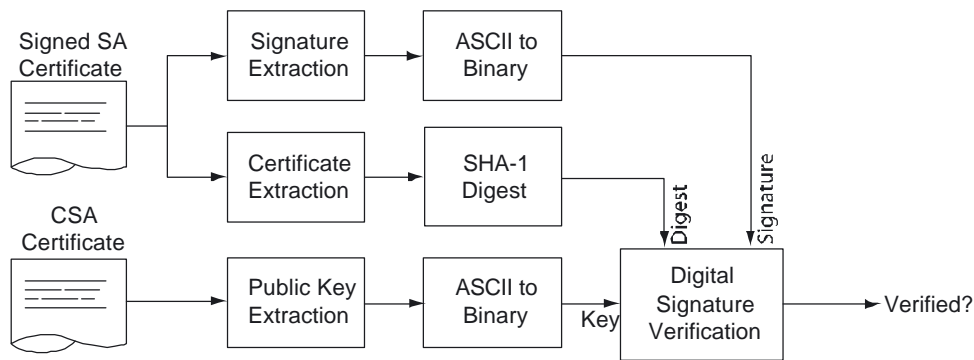 Signed SA
Certificate
Signature
Extraction
ASCII to
Binary
Certificate
Extraction
SHA-1
Digest
Digest
Signature
CSA
Certificate
Public Key
Extraction
ASCII to
Binary
Key
Digital
Signature
Verification
Verified?